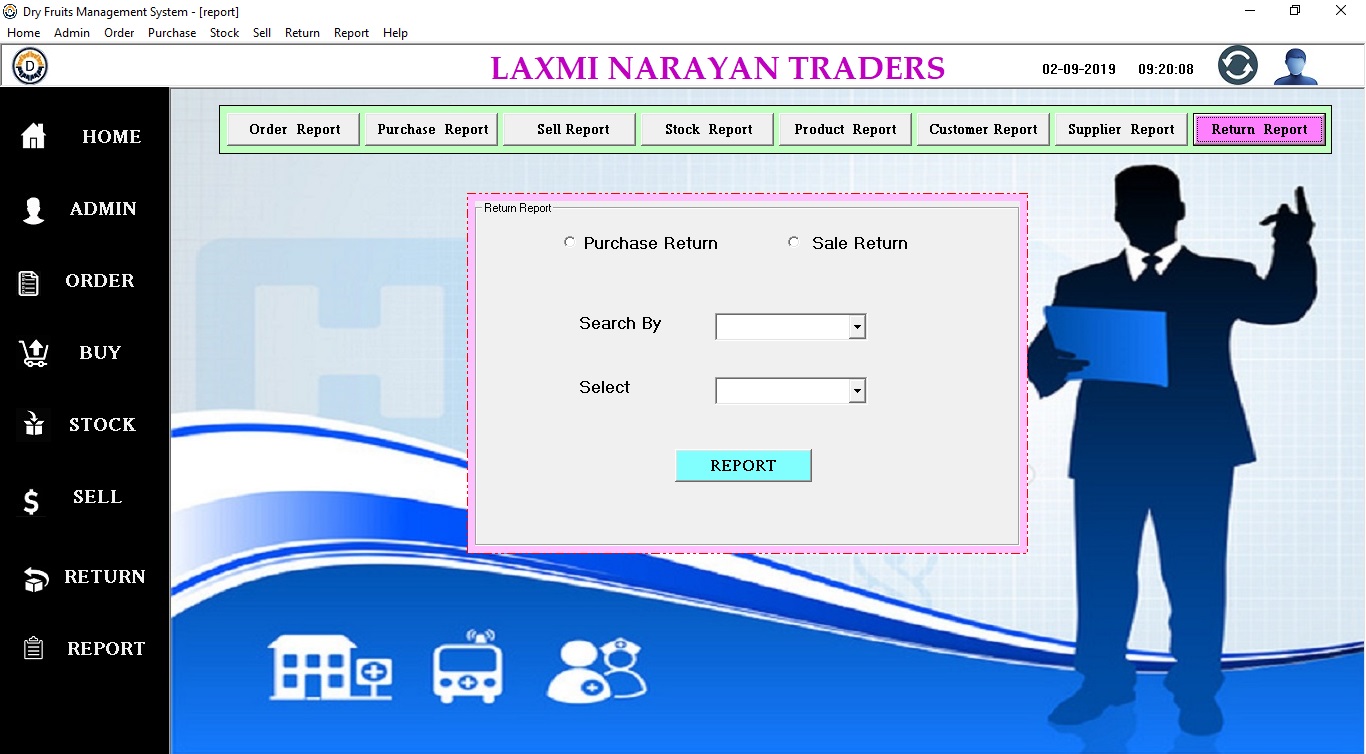 Dry Fruits Management System - [report]
Home Admin Order Purchase Stock Sell Return Report Help
D
LAXMI NARAYAN TRADERS
02-09-2019 09:20:08
Order Report Purchase Report Sell Report Stock Report Product Report Customer Report Supplier Report Return Report
HOME
ADMIN
ORDER
BUY
STOCK
SELL
RETURN
REPORT
Return Report
Purchase Return Sale Return
Search By
Select
REPORT
H